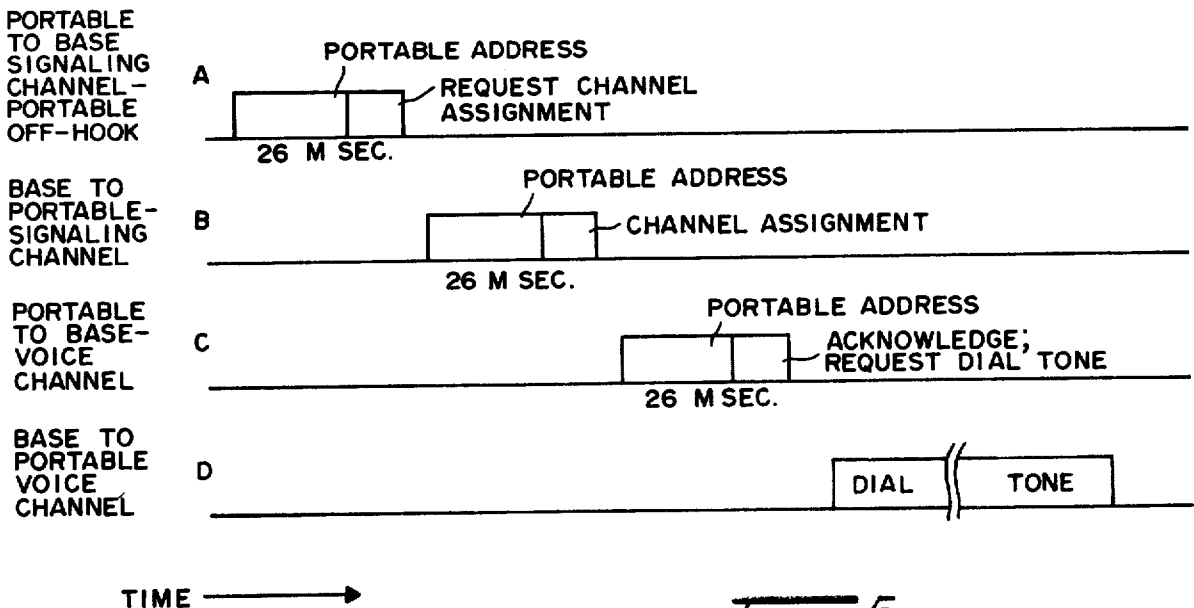 PORTABLE
TO BASE
SIGNALING
CHANNEL-
PORTABLE
OFF-HOOK
A
PORTABLE ADDRESS
REQUEST CHANNEL
ASSIGNMENT
26 M SEC.
BASE TO
PORTABLE-
SIGNALING
CHANNEL
B
PORTABLE ADDRESS
CHANNEL ASSIGNMENT
26 M SEC.
PORTABLE
TO BASE-
VOICE
CHANNEL
C
PORTABLE ADDRESS
ACKNOWLEDGE;
REQUEST DIAL TONE
26 M SEC.
BASE TO
PORTABLE
VOICE
CHANNEL
D
DIAL
TONE
TIME